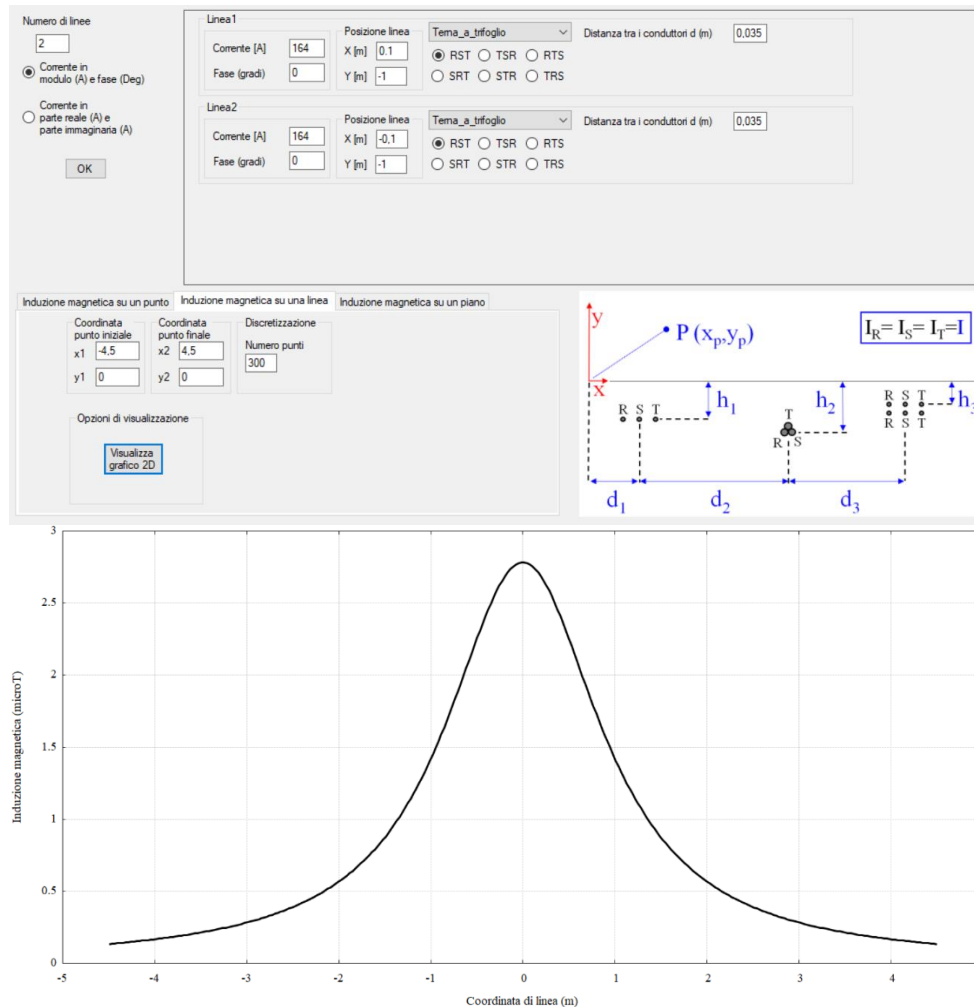 Numero di linee
2
Corrente in
modulo (A) e fase (Deg)
Corrente in
parte reale (A) e
parte immaginaria (A)
OK
Linea1
Corrente [A] 164
Fase (gradi) 0
Posizione linea
X [m] 0.1
Y [m] -1
Terna_a_trifoglio
RST TSR RTS
SRT STR TRS
Distanza tra i conduttori d (m) 0,035
Linea2
Corrente [A] 164
Fase (gradi) 0
Posizione linea
X [m] -0,1
Y [m] -1
Terna_a_trifoglio
RST TSR RTS
SRT STR TRS
Distanza tra i conduttori d (m) 0,035
Induzione magnetica su un punto Induzione magnetica su una linea Induzione magnetica su un piano
Coordinata
punto iniziale
x1 -4,5
y1 0
Coordinata
punto finale
x2 4,5
y2 0
Discretizzazione
Numero punti
300
Opzioni di visualizzazione
Visualizza
grafico 2D
y
P (xp,yp)
IR= IS= IT=I
x
h1
h2
h3
R S T
T
R S
R S T
R S T
d1
d2
d3
3
2.5
2
1.5
1
0.5
0
Induzione magnetica (microT)
-5 -4 -3 -2 -1 0 1 2 3 4
Coordinata di linea (m)